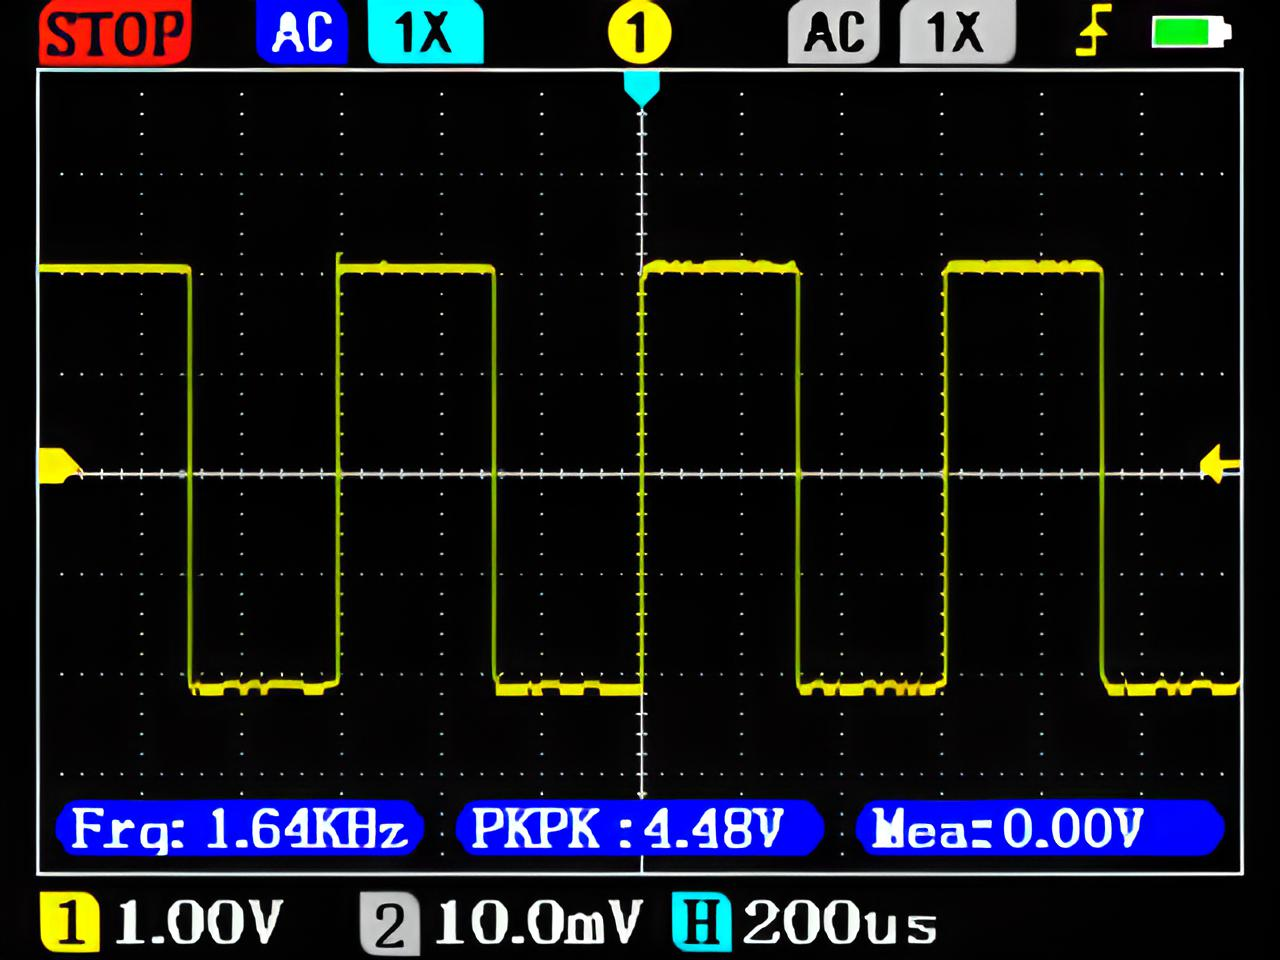 STOP AC 1X 1 AC 1X
Frq: 1.64KHz PKPK :4.48V Mea: 0.00V
1 1.00V 2 10.0mV H 200us